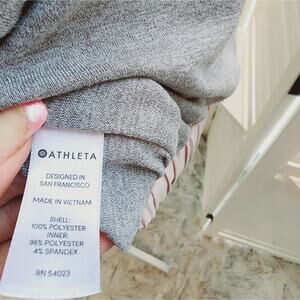 ATHLETA
DESIGNED IN
SAN FRANCISCO
MADE IN VIETNAM
SHELL:
100% POLYESTER
INNER:
96% POLYESTER
4% SPANDEX
RN 54023